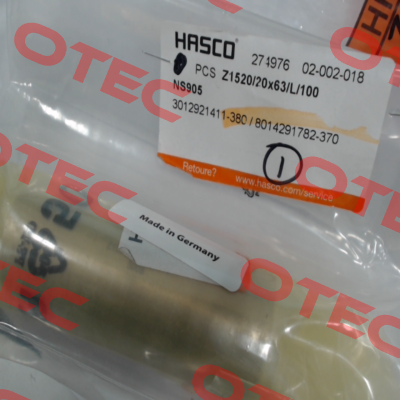 HASCO 274976 02-002-018
PCS Z1520/20x63/L/100
NS905
3012921411-380 / 8014291782-370
1
Retoure?
www.hasco.com/service
Made in Germany
OTEC
OTEC
OTEC
OTEC